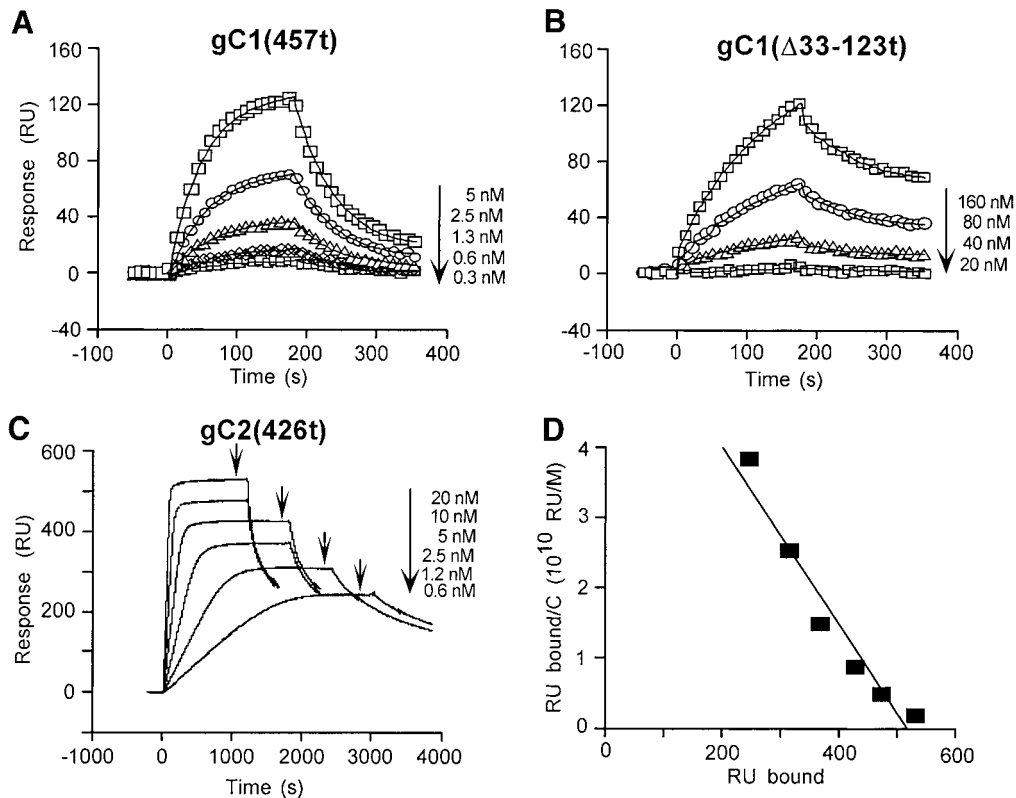 A
gC1(457t)
160
120
80
40
0
-40
Response (RU)
-100 0 100 200 300 400
Time (s)
5 nM
2.5 nM
1.3 nM
0.6 nM
0.3 nM
B
gC1(Δ33-123t)
160
120
80
40
0
-40
Response (RU)
-100 0 100 200 300 400
Time (s)
160 nM
80 nM
40 nM
20 nM
C
gC2(426t)
600
400
200
0
Response (RU)
-1000 0 1000 2000 3000 4000
Time (s)
20 nM
10 nM
5 nM
2.5 nM
1.2 nM
0.6 nM
D
4
3
2
1
0
RU bound/C (10^10 RU/M)
0 200 400 600
RU bound